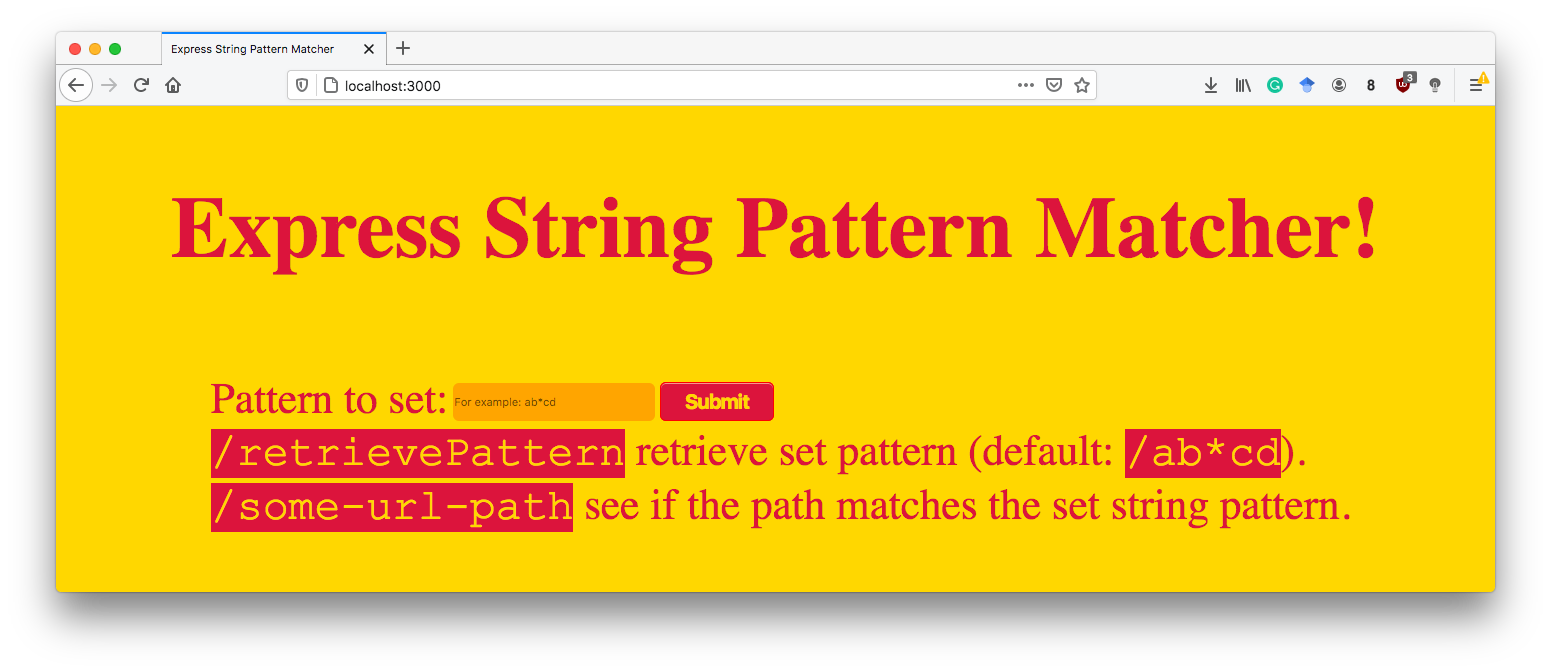 Express String Pattern Matcher
localhost:3000
8
3
Express String Pattern Matcher!
Pattern to set: For example: ab*cd Submit
/retrievePattern retrieve set pattern (default: /ab*cd).
/some-url-path see if the path matches the set string pattern.